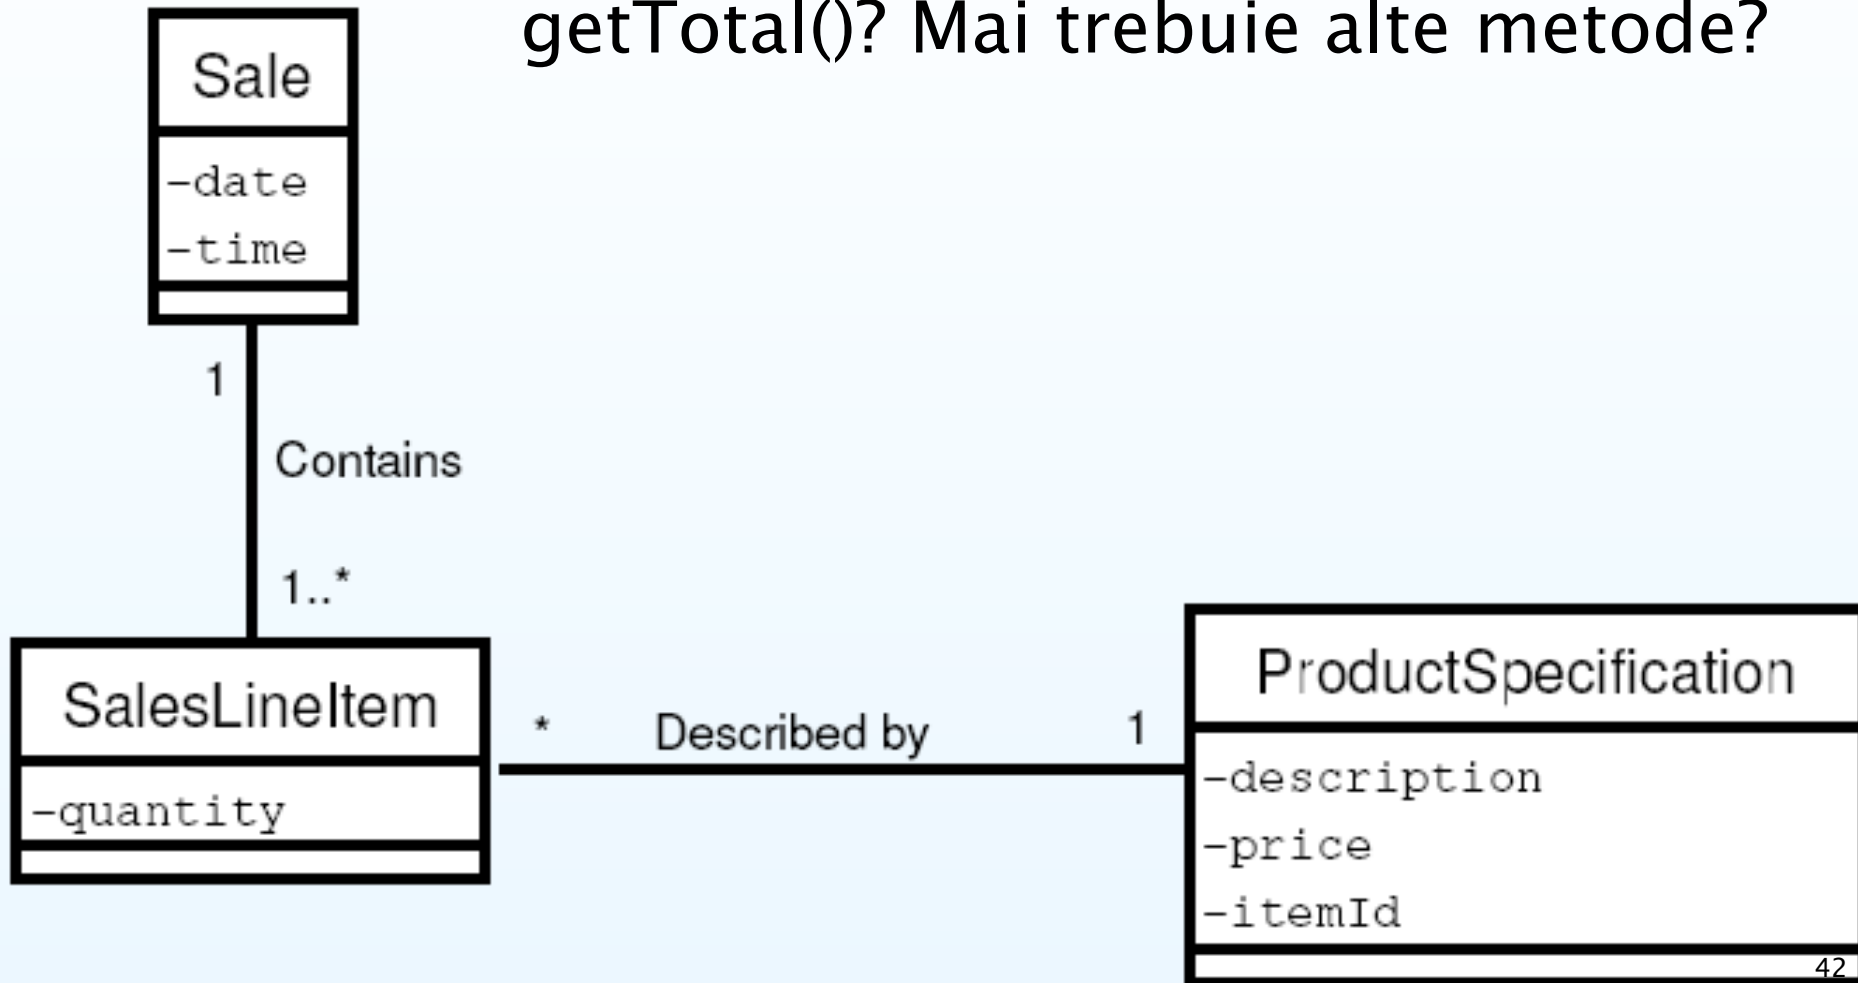 getTotal()? Mai trebuie alte metode?
Sale
-date
-time
1
Contains
1..*
SalesLineItem
-quantity
* Described by 1
ProductSpecification
-description
-price
-itemId
42